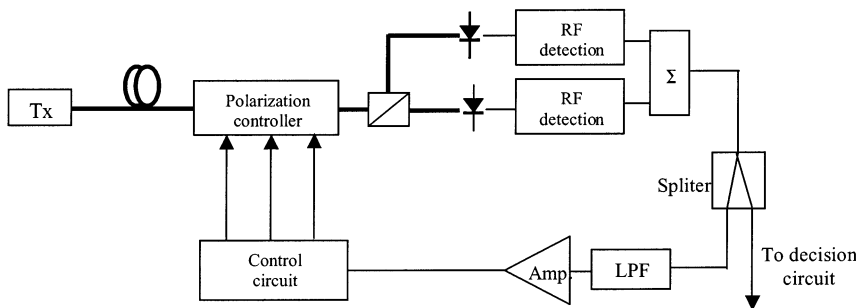 RF
detection
Tx
Polarization
controller
RF
detection
Σ
Spliter
Control
circuit
Amp.
LPF
To decision
circuit